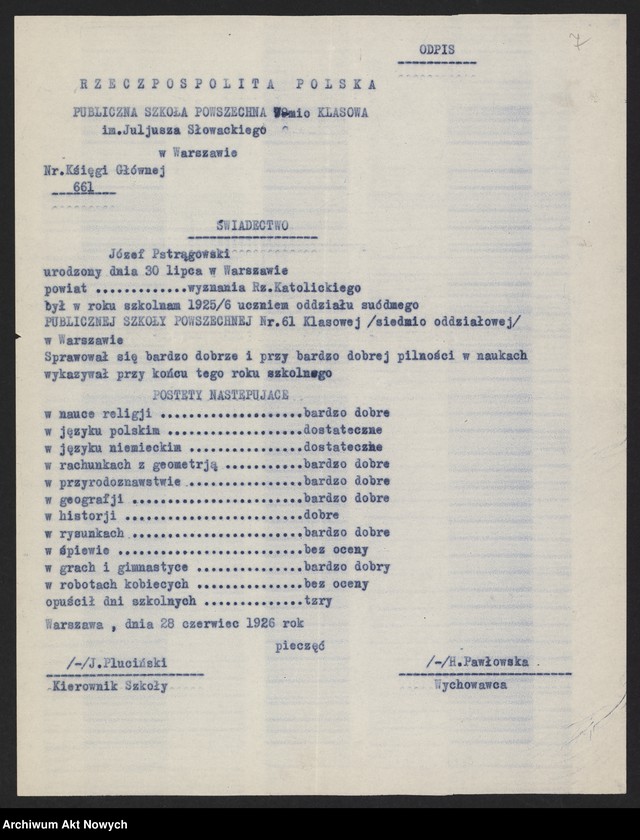 7
ODPIS
RZECZPOSPOLITA POLSKA
PUBLICZNA SZKOŁA POWSZECHNA 7-mio KLASOWA
im.Juljusza Słowackiego
w Warszawie
Nr.Księgi Głównej
661
ŚWIADECTWO
Józef Pstrągowski
urodzony dnia 30 lipca w Warszawie
powiat .............wyznania Rz.Katolickiego
był w roku szkolnam 1925/6 uczniem oddziału suódmego
PUBLICZNEJ SZKOŁY POWSZECHNEJ Nr.61 Klasowej /siedmio oddziałowej/
w Warszawie
Sprawował się bardzo dobrze i przy bardzo dobrej pilności w naukach
wykazywał przy końcu tego roku szkolnego
POSTĘTY NASTĘPUJACE
w nauce religji ....................bardzo dobre
w języku polskim ...................dostateczne
w języku niemieckim ................dostateczne
w rachunkach z geometrją ...........bardzo dobre
w przyrodoznawstwie ................bardzo dobre
w geografji ........................bardzo dobre
w historji .........................dobre
w rysunkach ........................bardzo dobre
w śpiewie ..........................bez oceny
w grach i gimnastyce ...............bardzo dobry
w robotach kobiecych ...............bez oceny
opuścił dni szkolnych ..............tzry
Warszawa , dnia 28 czerwiec 1926 rok
pieczęć
/-/J.Pluciński
/-/H.Pawłowska
Kierownik Szkoły
Wychowawca
Archiwum Akt Nowych